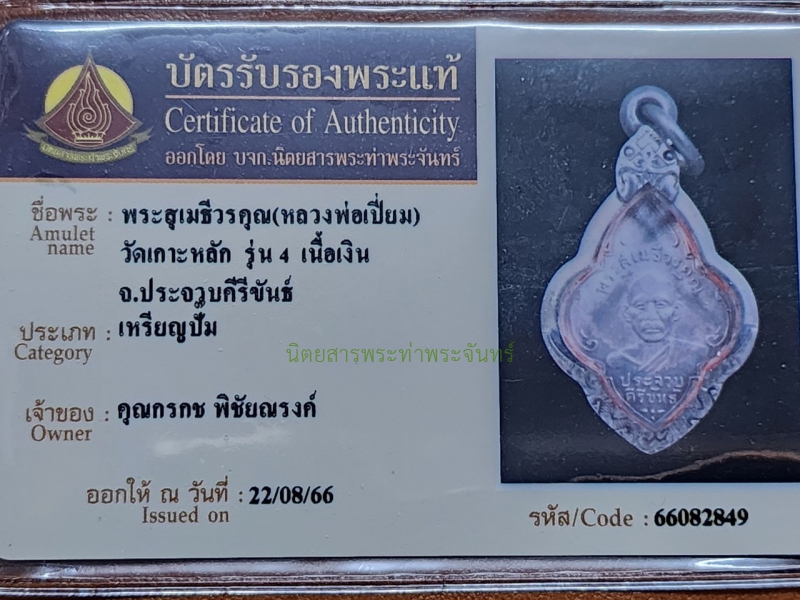 บัตรรับรองพระแท้
Certificate of Authenticity
ออกโดย บจก.นิตยสารพระท่าพระจันทร์
ชื่อพระ : พระสุเมธีวรคุณ(หลวงพ่อเปี่ยม)
Amulet name วัดเกาะหลัก รุ่น 4 เนื้อเงิน
จ.ประจวบคีรีขันธ์
ประเภท : เหรียญปั๊ม
Category
นิตยสารพระท่าพระจันทร์
เจ้าของ : คุณกรกช พิชัยณรงค์
Owner
ออกให้ ณ วันที่ : 22/08/66
Issued on
รหัส/Code : 66082849
ประจวบ
คิรีขันธ์